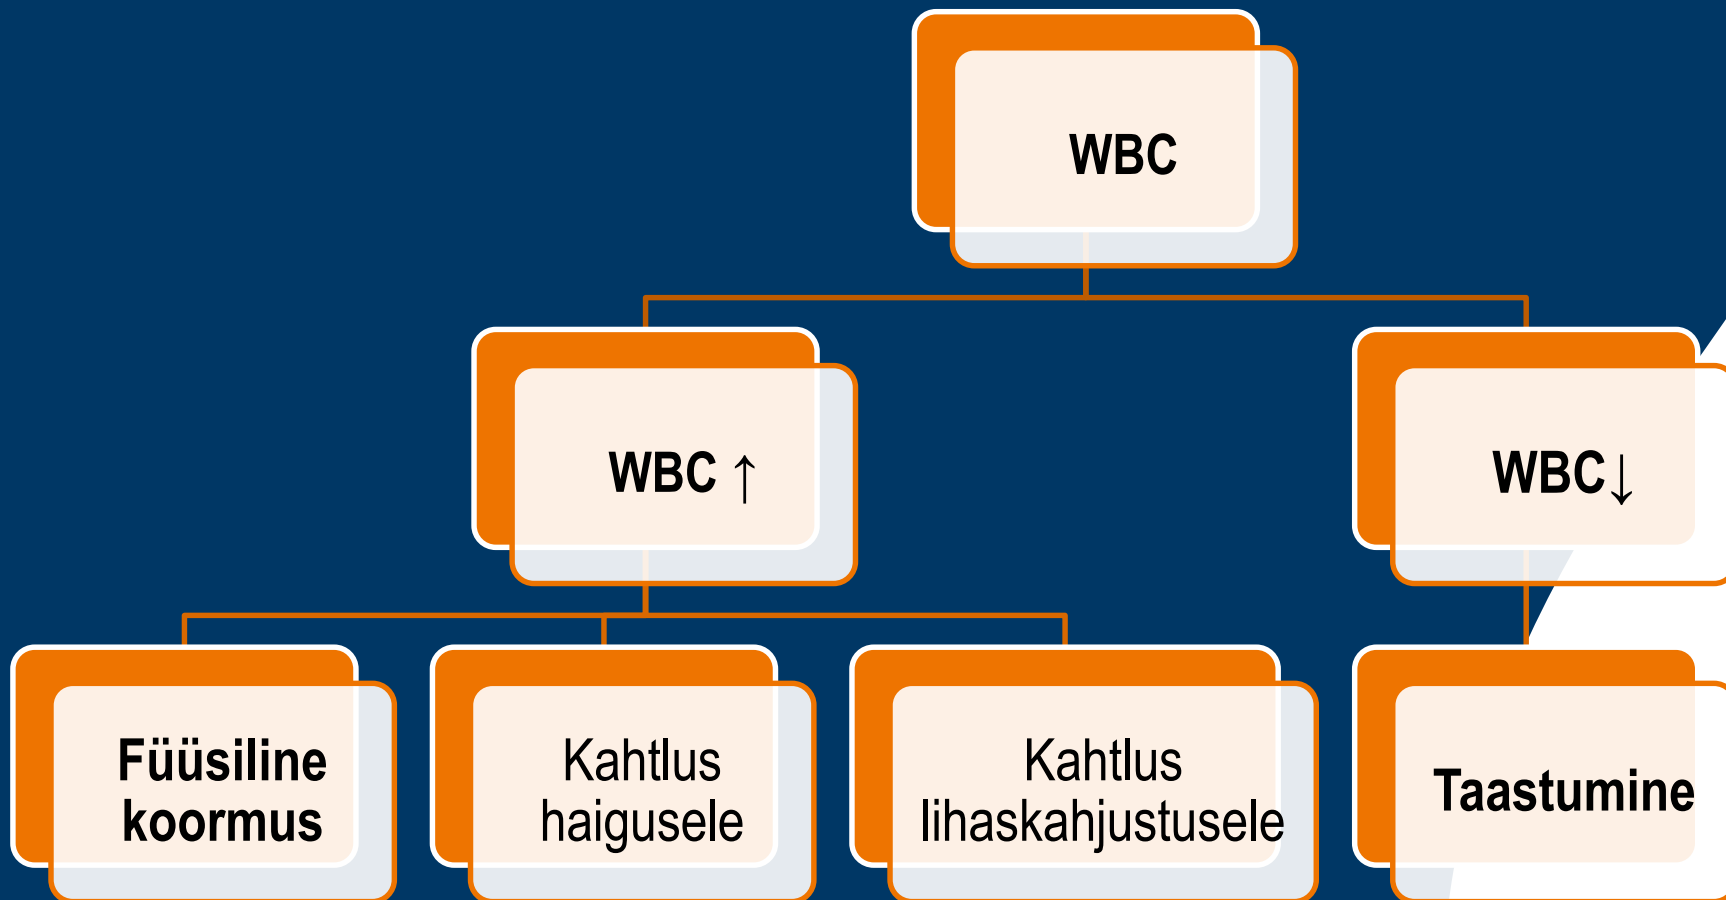 WBC
WBC ↑
WBC↓
Füüsiline
koormus
Kahtlus
haigusele
Kahtlus
lihaskahjustusele
Taastumine